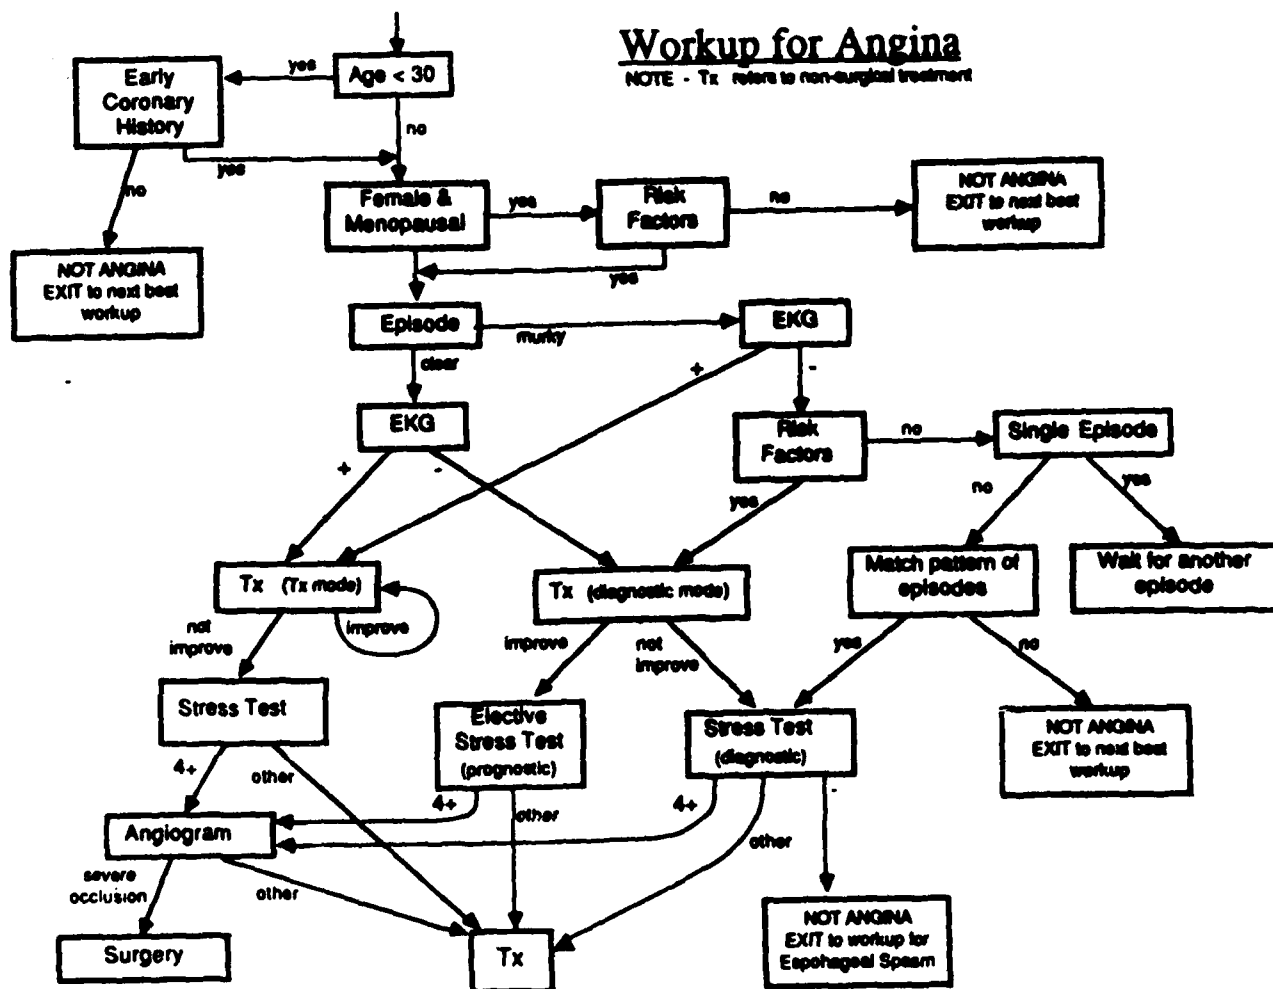 Workup for Angina
NOTE - Tx refers to non-surgical treatment
Age < 30
yes
no
Early
Coronary
History
yes
no
NOT ANGINA
EXIT to next best
workup
Female &
Menopausal
yes
Risk
Factors
no
NOT ANGINA
EXIT to next best
workup
yes
Episode
murky
clear
EKG
+
-
EKG
+
-
Risk
Factors
no
yes
Single Episode
no
yes
Tx (Tx mode)
improve
not
improve
Tx (diagnostic mode)
improve
not
improve
Match pattern of
episodes
yes
no
Wait for another
episode
Stress Test
4+
other
Elective
Stress Test
(prognostic)
4+
other
Stress Test
(diagnostic)
4+
other
-
NOT ANGINA
EXIT to next best
workup
Angiogram
severe
occlusion
other
Surgery
Tx
NOT ANGINA
EXIT to workup for
Espohageal Spasm